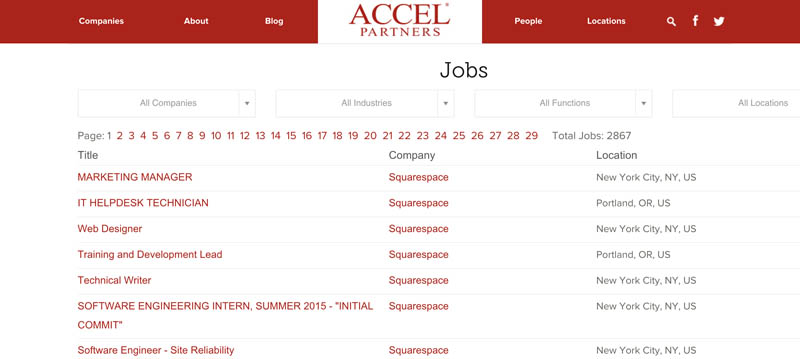 Companies About Blog ACCEL® PARTNERS People Locations
Jobs
All Companies All Industries All Functions All Locations
Page: 1 2 3 4 5 6 7 8 9 10 11 12 13 14 15 16 17 18 19 20 21 22 23 24 25 26 27 28 29 Total Jobs: 2867
Title Company Location
MARKETING MANAGER Squarespace New York City, NY, US
IT HELPDESK TECHNICIAN Squarespace Portland, OR, US
Web Designer Squarespace New York City, NY, US
Training and Development Lead Squarespace Portland, OR, US
Technical Writer Squarespace New York City, NY, US
SOFTWARE ENGINEERING INTERN, SUMMER 2015 - "INITIAL Squarespace New York City, NY, US
COMMIT"
Software Engineer - Site Reliability Squarespace New York City, NY, US